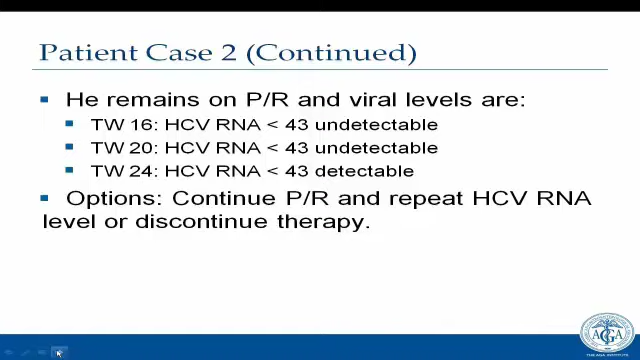 Patient Case 2 (Continued)
He remains on P/R and viral levels are:
TW 16: HCV RNA < 43 undetectable
TW 20: HCV RNA < 43 undetectable
TW 24: HCV RNA < 43 detectable
Options: Continue P/R and repeat HCV RNA
level or discontinue therapy.
AGA
THE AGA INSTITUTE